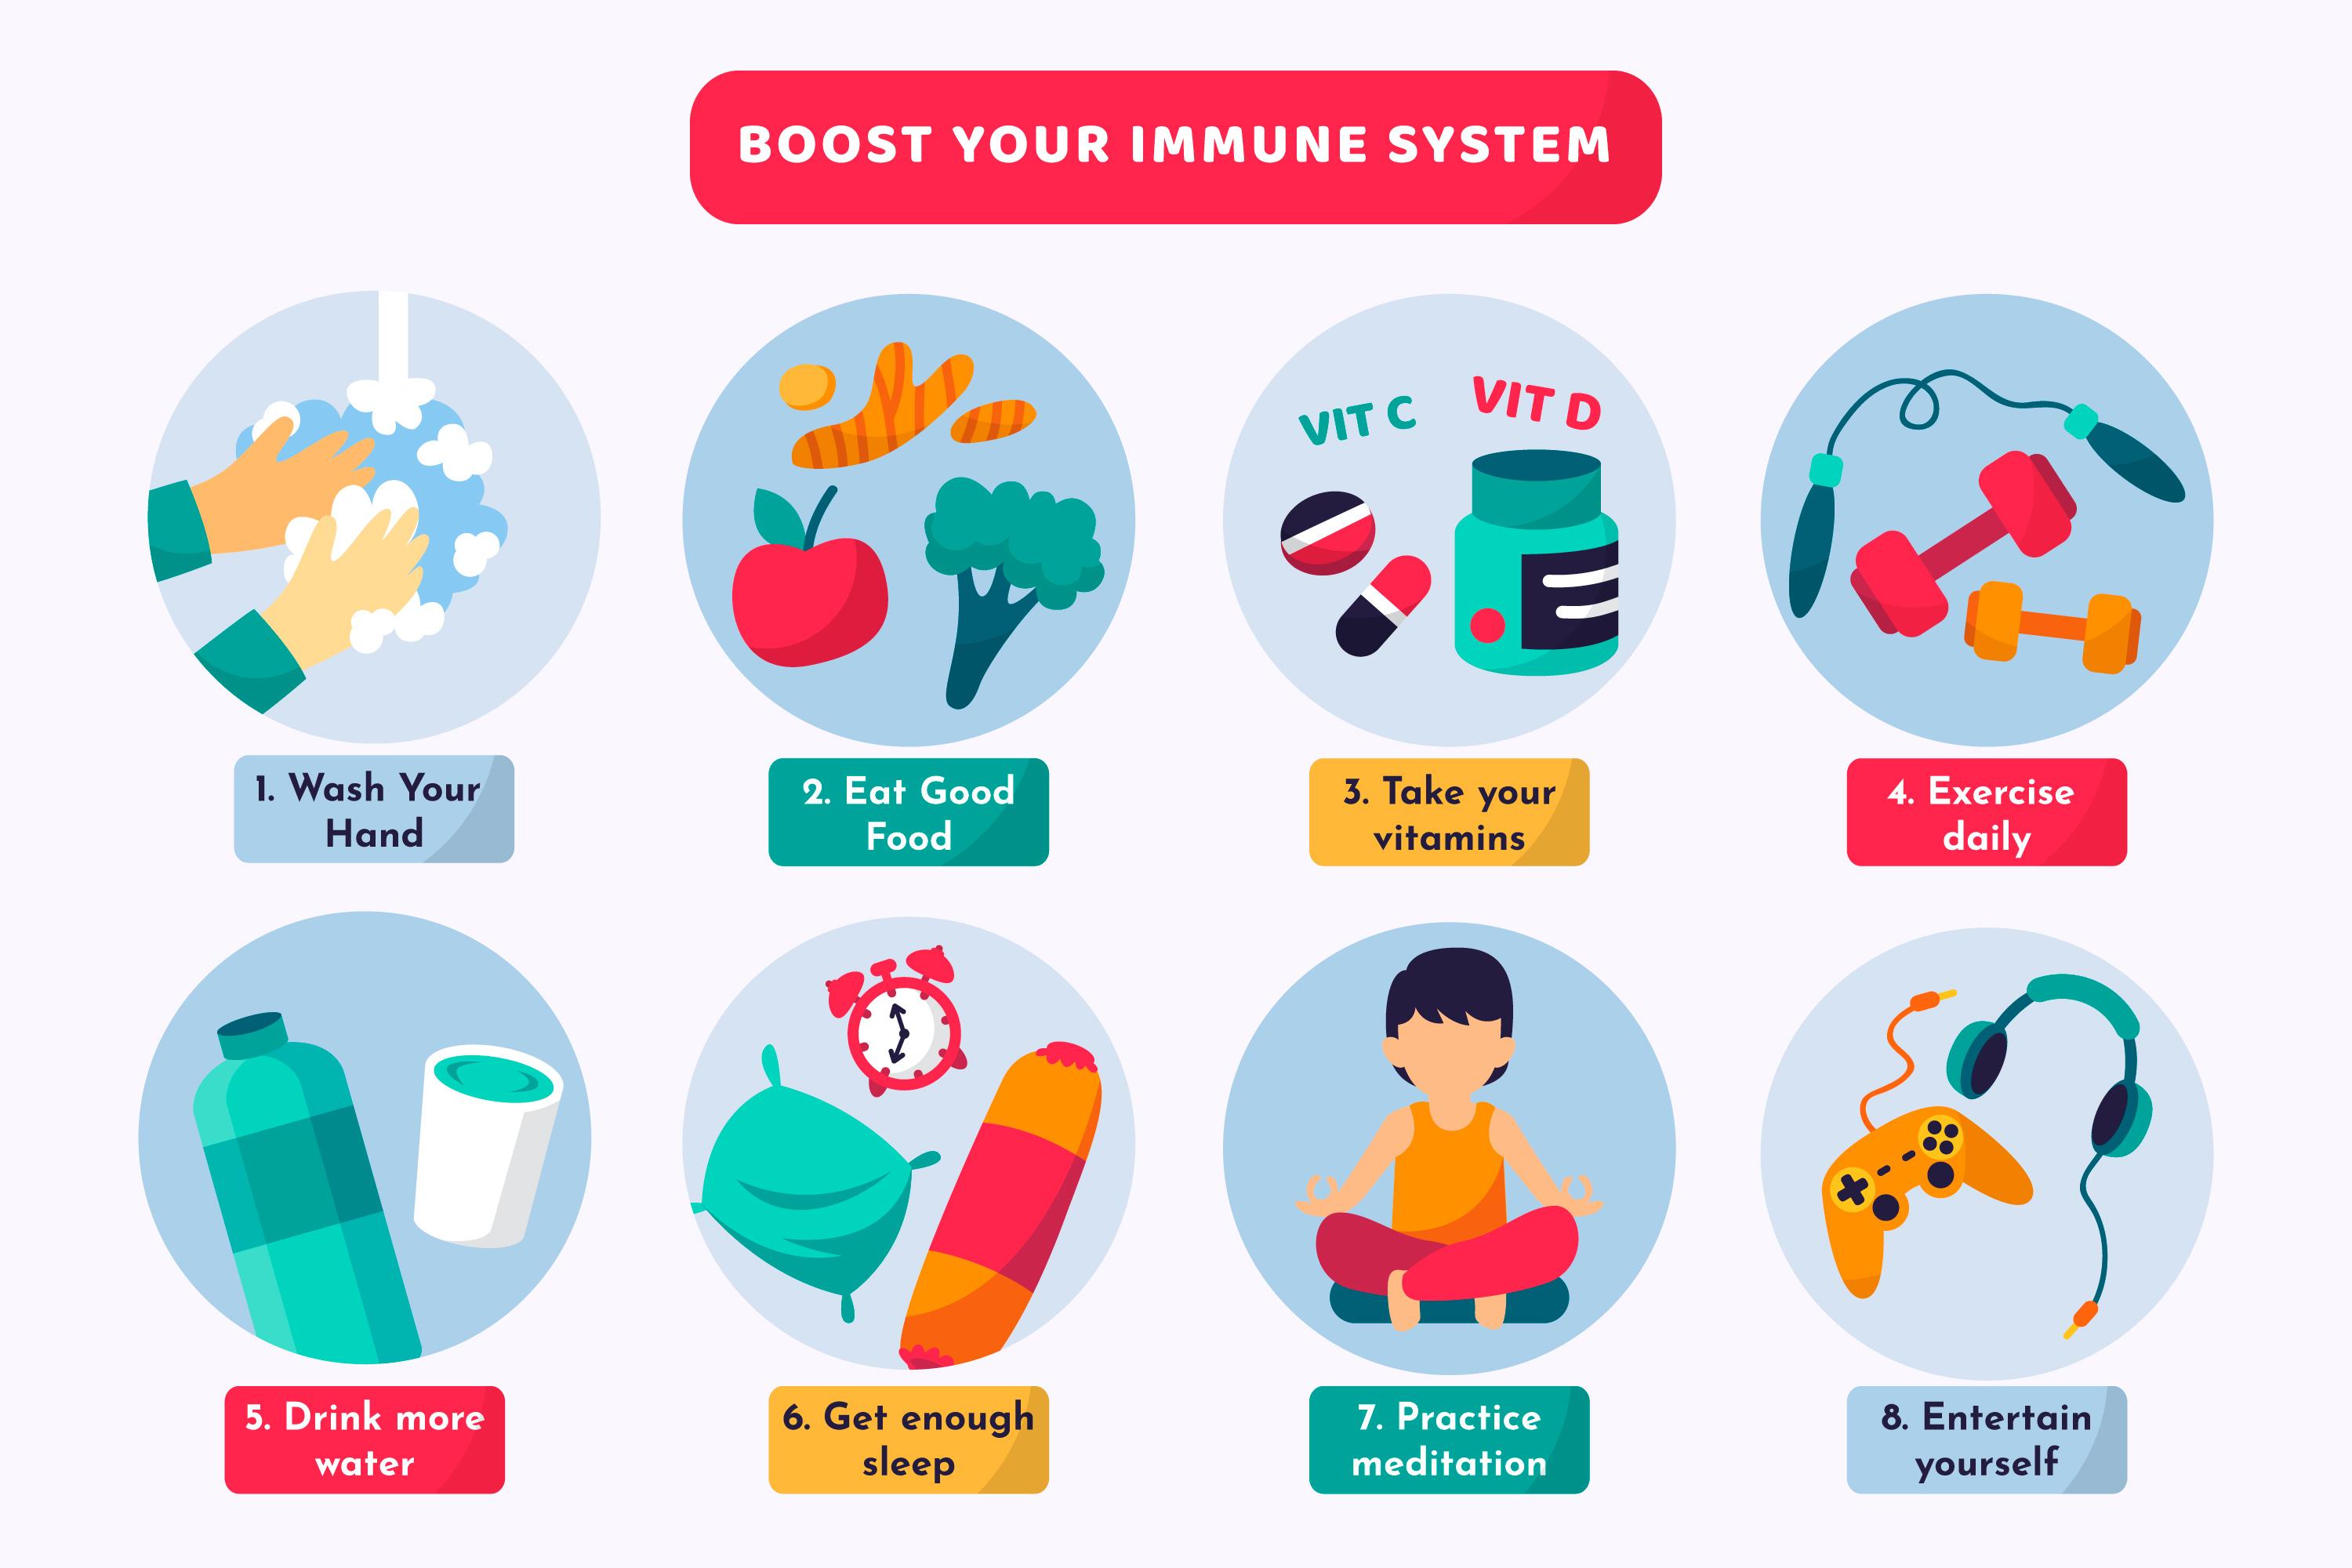 BOOST YOUR IMMUNE SYSTEM
VIT C
VIT D
1. Wash Your
Hand
2. Eat Good
Food
3. Take your
vitamins
4. Exercise
daily
5. Drink more
water
6. Get enough
sleep
7. Practice
meditation
8. Entertain
yourself